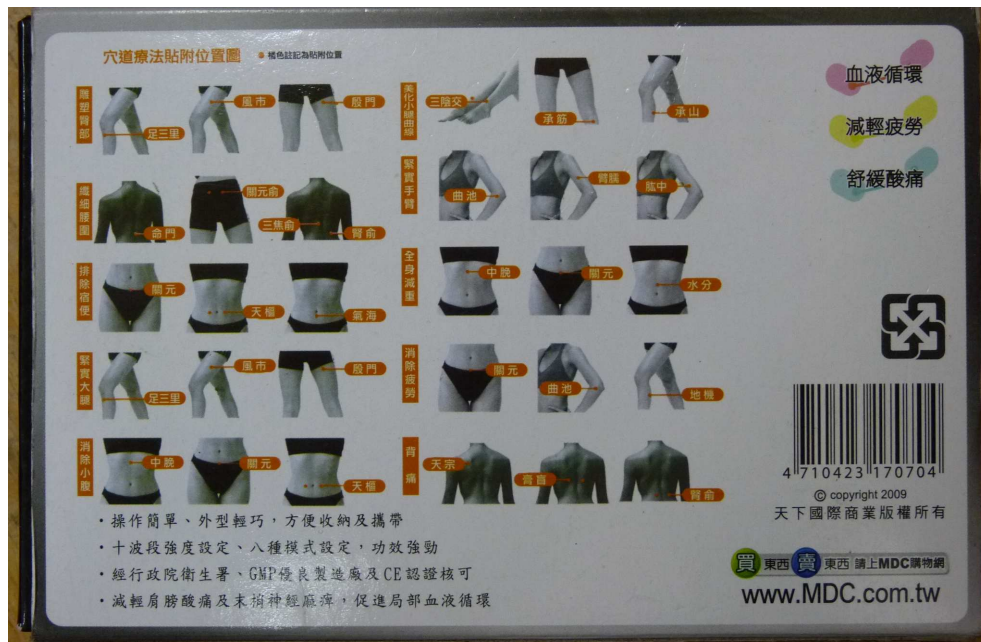 穴道療法貼附位置圖 ●橘色註記為貼附位置
雕塑臀部
足三里
風市
殷門
纖細腰圍
命門
關元俞
三焦俞
腎俞
排除宿便
關元
天樞
氣海
緊實大腿
足三里
風市
殷門
消除小腹
中脘
關元
天樞
美化小腿曲線
三陰交
承筋
承山
緊實手臂
曲池
臂臑
肱中
全身減重
中脘
關元
水分
消除疲勞
關元
曲池
地機
背痛
天宗
膏肓
腎俞
血液循環
減輕疲勞
舒緩酸痛
4 710423 170704
© copyright 2009
天下國際商業版權所有
買東西 賣東西 請上MDC購物網
www.MDC.com.tw
・操作簡單、外型輕巧,方便收納及攜帶
・十波段強度設定、八種模式設定,功效強勁
・經行政院衛生署、GMP優良製造廠及CE認證核可
・減輕肩膀酸痛及末梢神經麻痺,促進局部血液循環